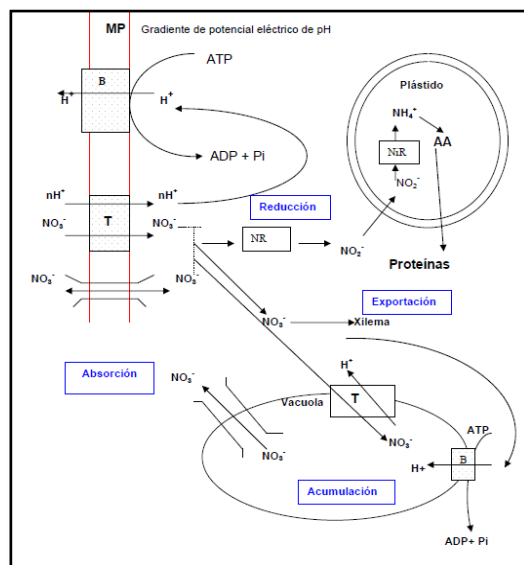 MP Gradiente de potencial eléctrico de pH
ATP
B
H⁺ H⁺
Plástido
NH₄⁺
ADP + Pi
AA
NiR
nH⁺ nH⁺
NO₂⁻
Reducción
NO₃⁻ T NO₃⁻
NR
NO₂⁻
Proteínas
NO₃⁻ NO₃⁻
Exportación
NO₃⁻ Xilema
Absorción
NO₃⁻
H⁺
Vacuola
T
ATP
NO₃⁻
NO₃⁻
H+ B
Acumulación
ADP+ Pi